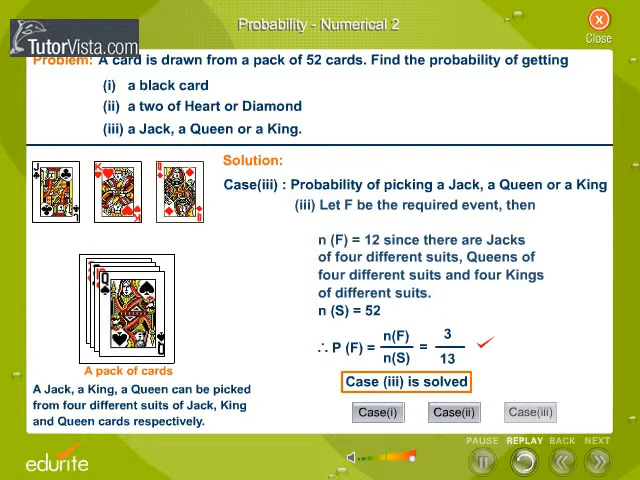 Probability - Numerical 2
Close
TutorVista.com
Problem: A card is drawn from a pack of 52 cards. Find the probability of getting
(i) a black card
(ii) a two of Heart or Diamond
(iii) a Jack, a Queen or a King.
Solution:
Case(iii) : Probability of picking a Jack, a Queen or a King
(iii) Let F be the required event, then
J
K
Q
n (F) = 12 since there are Jacks
of four different suits, Queens of
four different suits and four Kings
of different suits.
n (S) = 52
∴ P (F) = n(F)/n(S) = 3/13
Case (iii) is solved
Q
A pack of cards
A Jack, a King, a Queen can be picked
from four different suits of Jack, King
and Queen cards respectively.
Case(i) Case(ii) Case(iii)
PAUSE REPLAY BACK NEXT
edurite